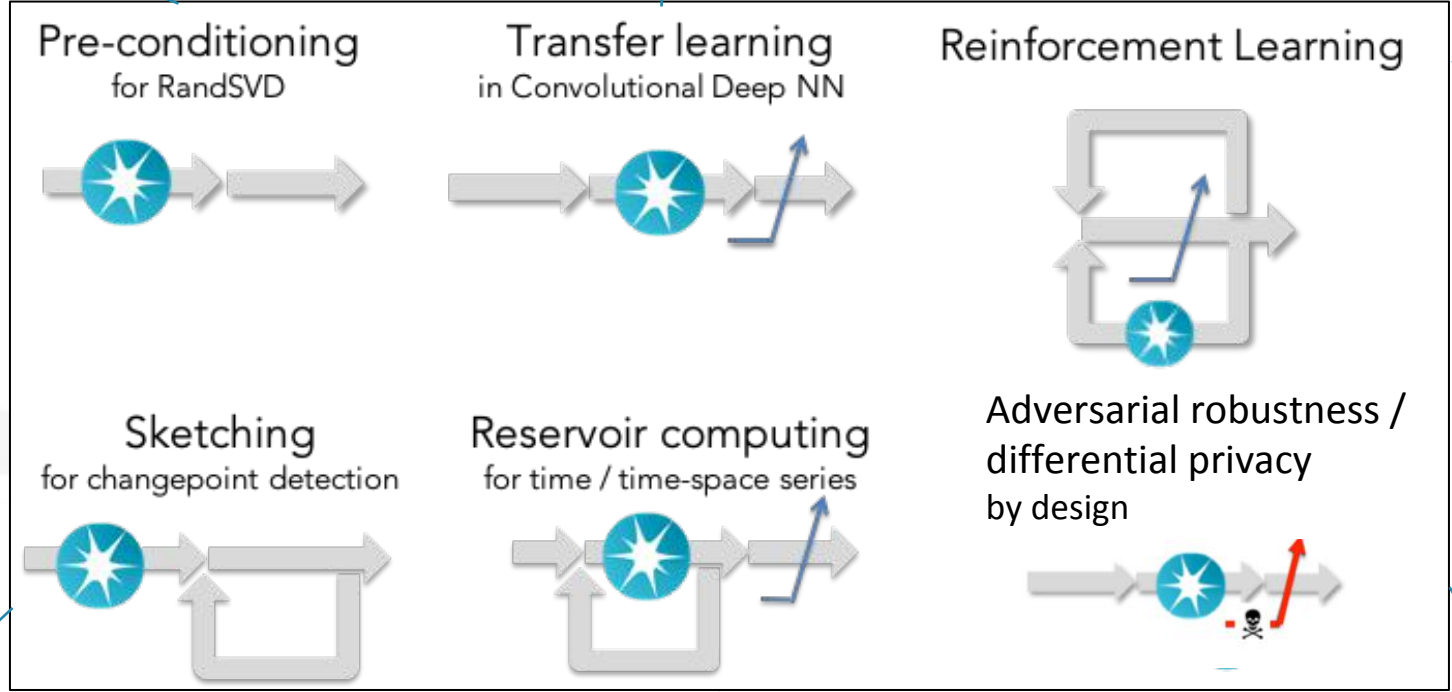 Pre-conditioning
for RandSVD
Transfer learning
in Convolutional Deep NN
Reinforcement Learning
Sketching
for changepoint detection
Reservoir computing
for time / time-space series
Adversarial robustness /
differential privacy
by design